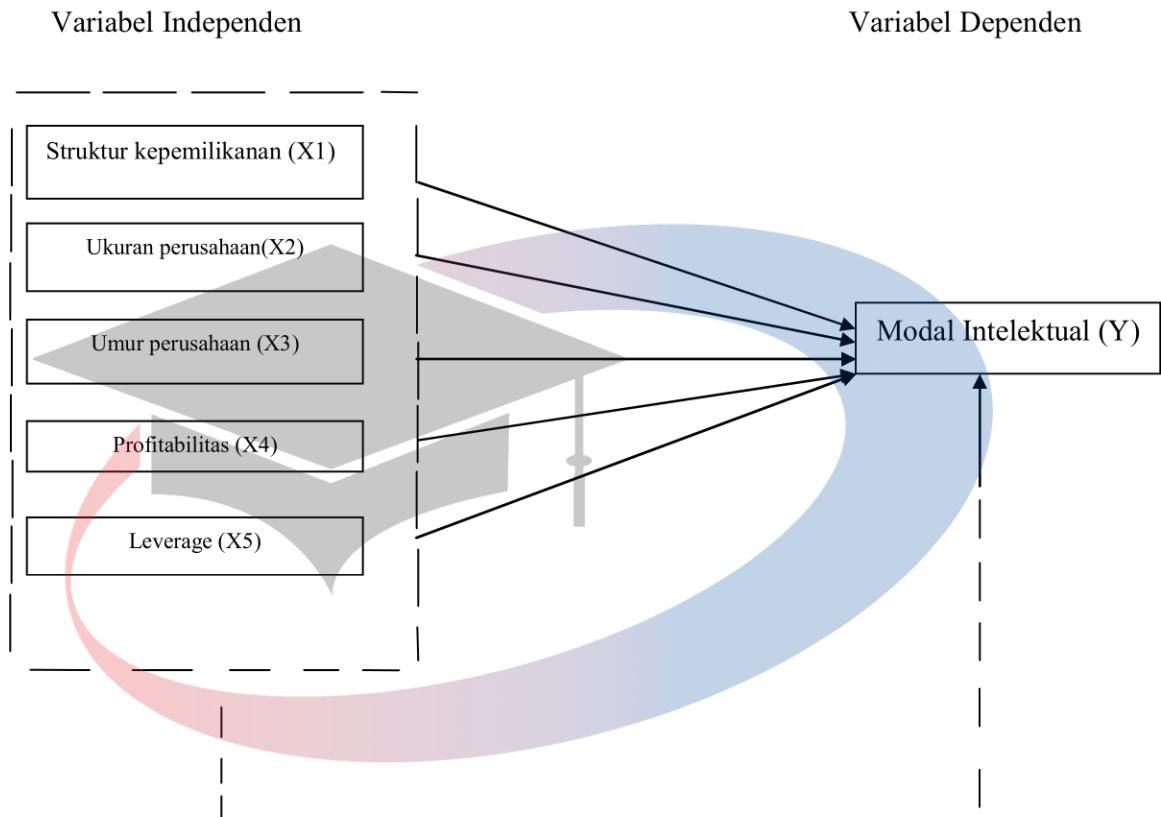 Variabel Independen
Variabel Dependen
Struktur kepemilikanan (X1)
Ukuran perusahaan(X2)
Umur perusahaan (X3)
Profitabilitas (X4)
Leverage (X5)
Modal Intelektual (Y)